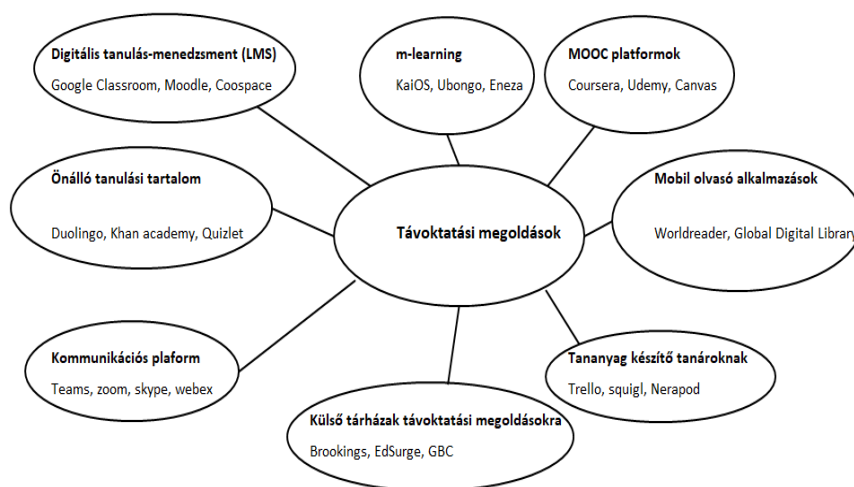 Digitális tanulás-menedzsment (LMS)
Google Classroom, Moodle, Coospace
m-learning
KaiOS, Ubongo, Eneza
MOOC platformok
Coursera, Udemy, Canvas
Önálló tanulási tartalom
Duolingo, Khan academy, Quizlet
Távoktatási megoldások
Mobil olvasó alkalmazások
Worldreader, Global Digital Library
Kommunikációs plaform
Teams, zoom, skype, webex
Külső tárházak távoktatási megoldásokra
Brookings, EdSurge, GBC
Tananyag készítő tanároknak
Trello, squigl, Nerapod